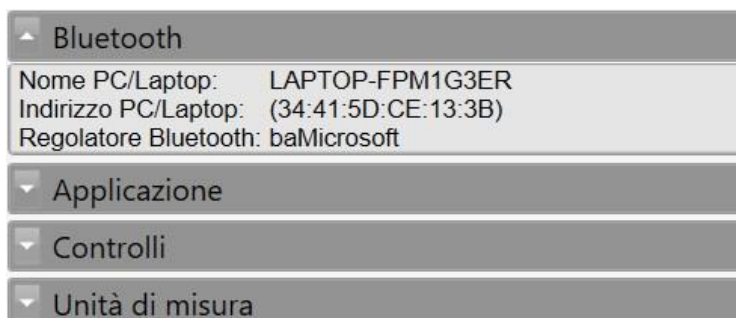 Bluetooth
Nome PC/Laptop: LAPTOP-FPM1G3ER
Indirizzo PC/Laptop: (34:41:5D:CE:13:3B)
Regolatore Bluetooth: baMicrosoft
Applicazione
Controlli
Unità di misura